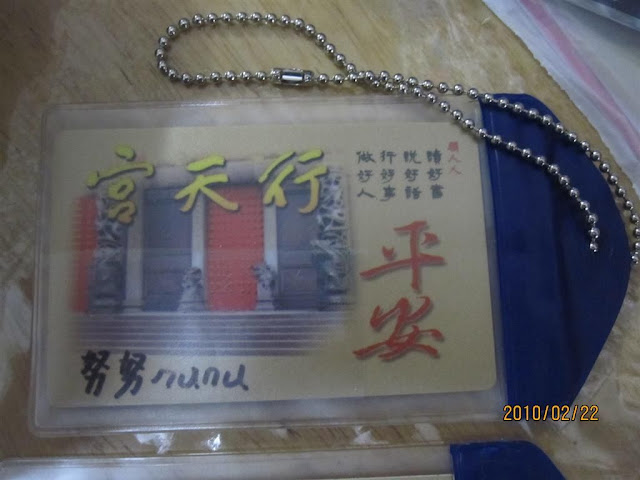 行天宮
願人人
讀好書
說好話
行好事
做好人
平安
努努nunu
2010/02/22